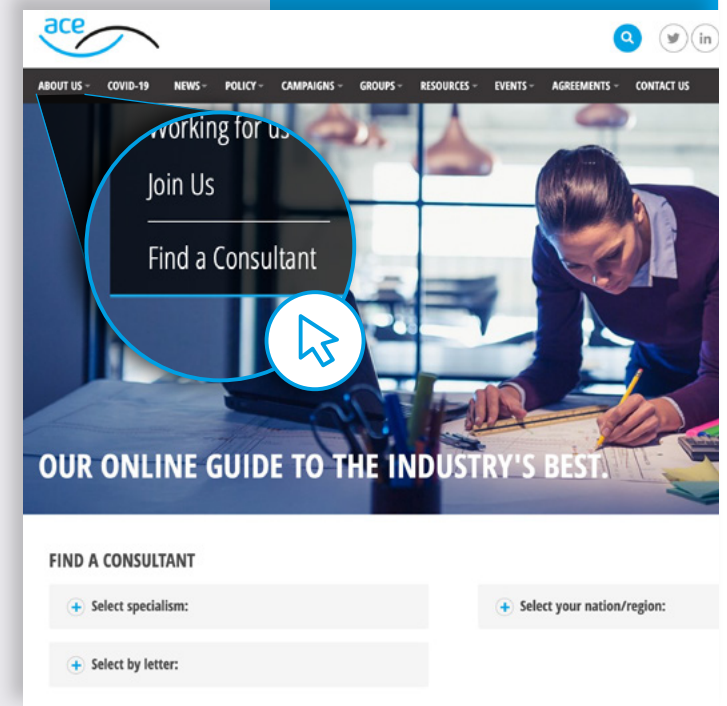 ace
in
ABOUT US COVID-19 NEWS POLICY CAMPAIGNS GROUPS RESOURCES EVENTS AGREEMENTS CONTACT US
Working for us
Join Us
Find a Consultant
OUR ONLINE GUIDE TO THE INDUSTRY'S BEST.
FIND A CONSULTANT
Select specialism:
Select your nation/region:
Select by letter: